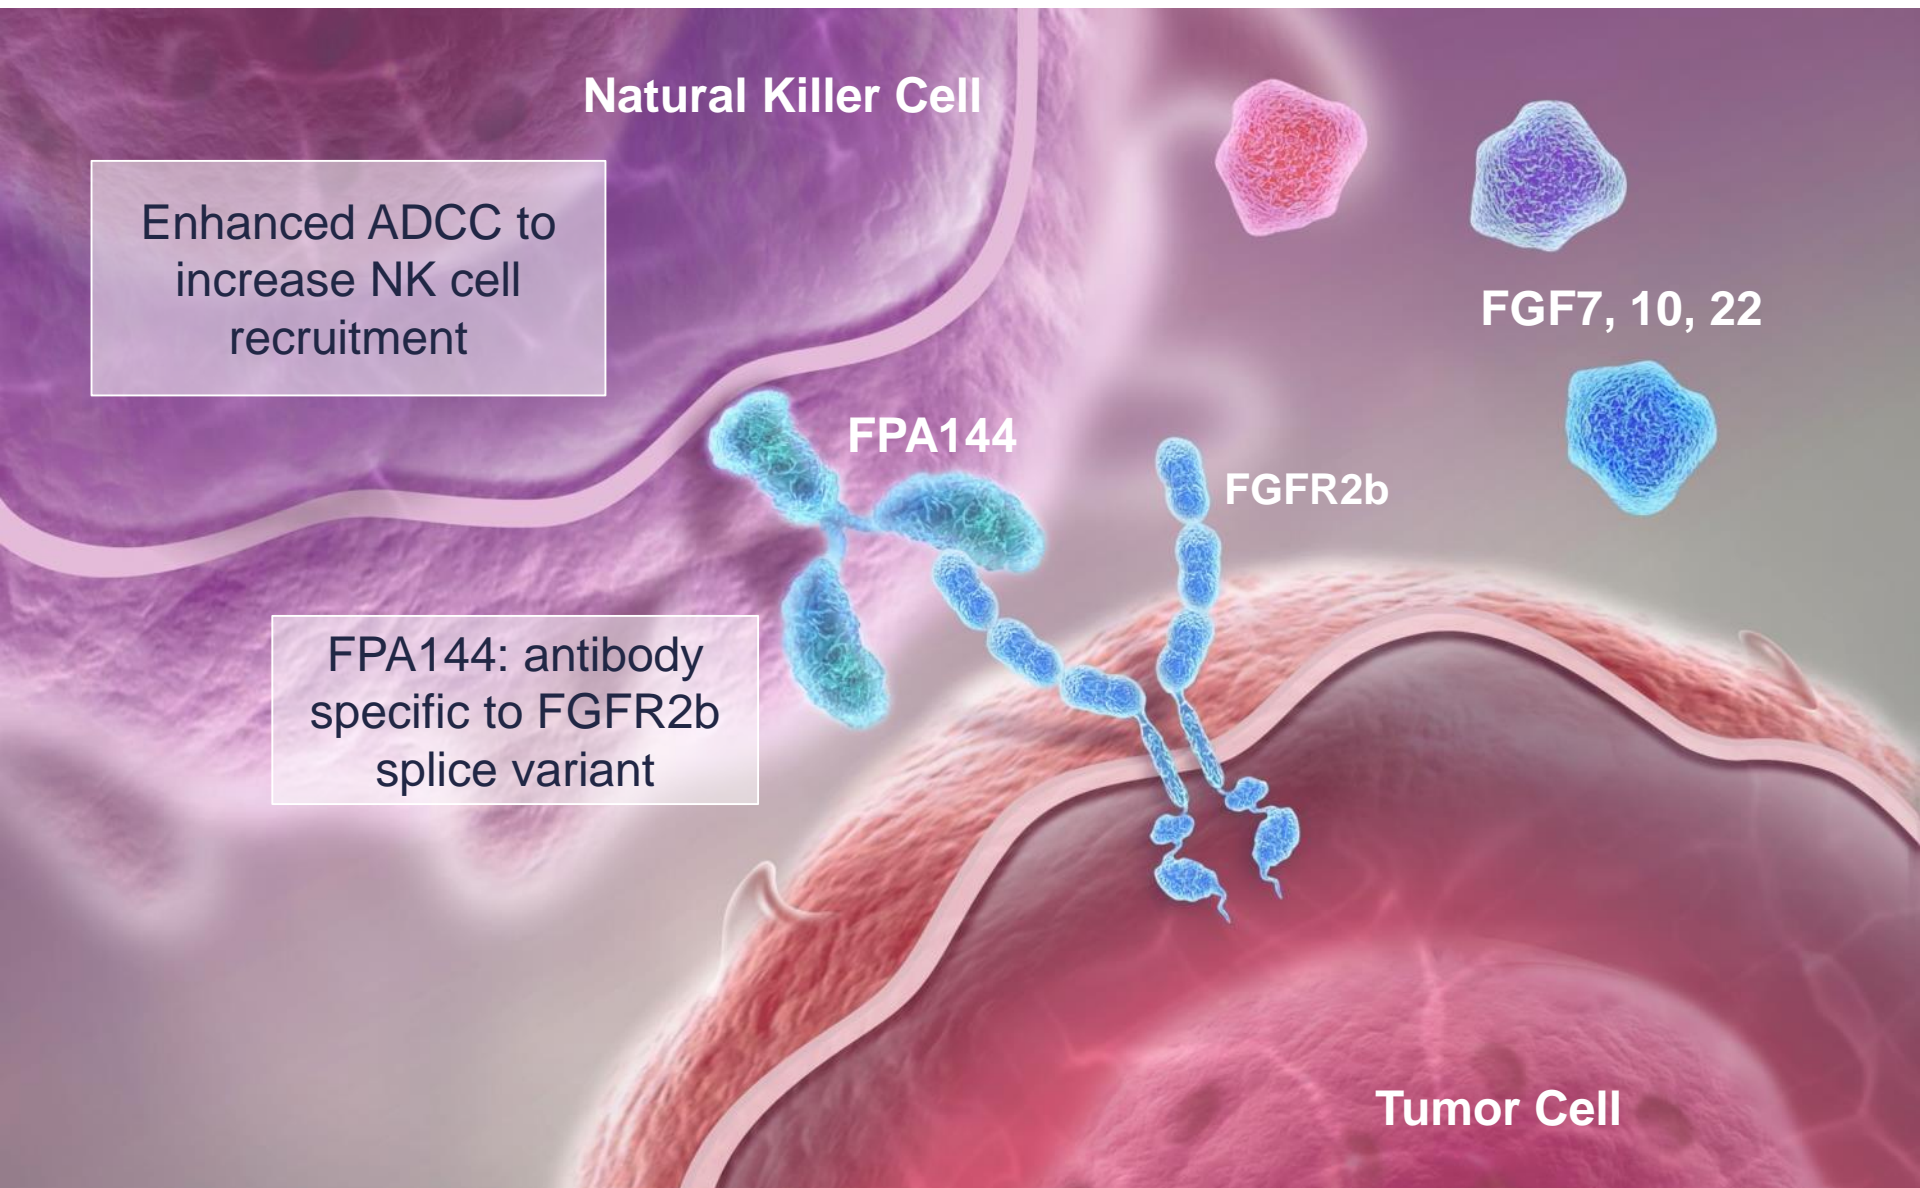 Natural Killer Cell
Enhanced ADCC to
increase NK cell
recruitment
FGF7, 10, 22
FPA144
FGFR2b
FPA144: antibody
specific to FGFR2b
splice variant
Tumor Cell